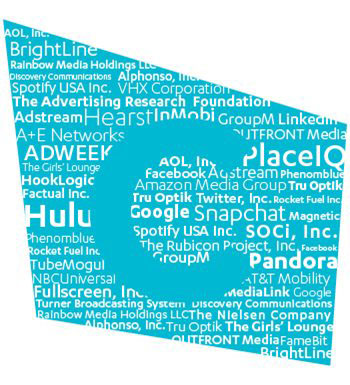 AOL, Inc.
BrightLine
Rainbow Media Holdings LLC
Discovery Communications Alphonso, Inc.
Spotify USA Inc. VHX Corporation
The Advertising Research Foundation
Adstream Hearst InMobi GroupM LinkedIn
A+E Networks OUTFRONT Media
ADWEEK AOL, Inc. PlaceIQ
The Girls' Lounge Facebook Adstream Phenomblue
HookLogic Amazon Media Group Tru Optik
Factual Inc. Tru Optik Twitter, Inc. Rocket Fuel Inc.
Hulu Google Snapchat Magnetic
Phenomblue Spotify USA Inc. SOCi, Inc.
Rocket Fuel Inc. The Rubicon Project, Inc. Facebook
TubeMogul GroupM Pandora
NBCUniversal AT&T Mobility
Fullscreen, Inc. MediaLink Google
Turner Broadcasting System Discovery Communications
Rainbow Media Holdings LLC The Nielsen Company
Alphonso, Inc. Tru Optik The Girls' Lounge
OUTFRONT Media FameBit
BrightLine